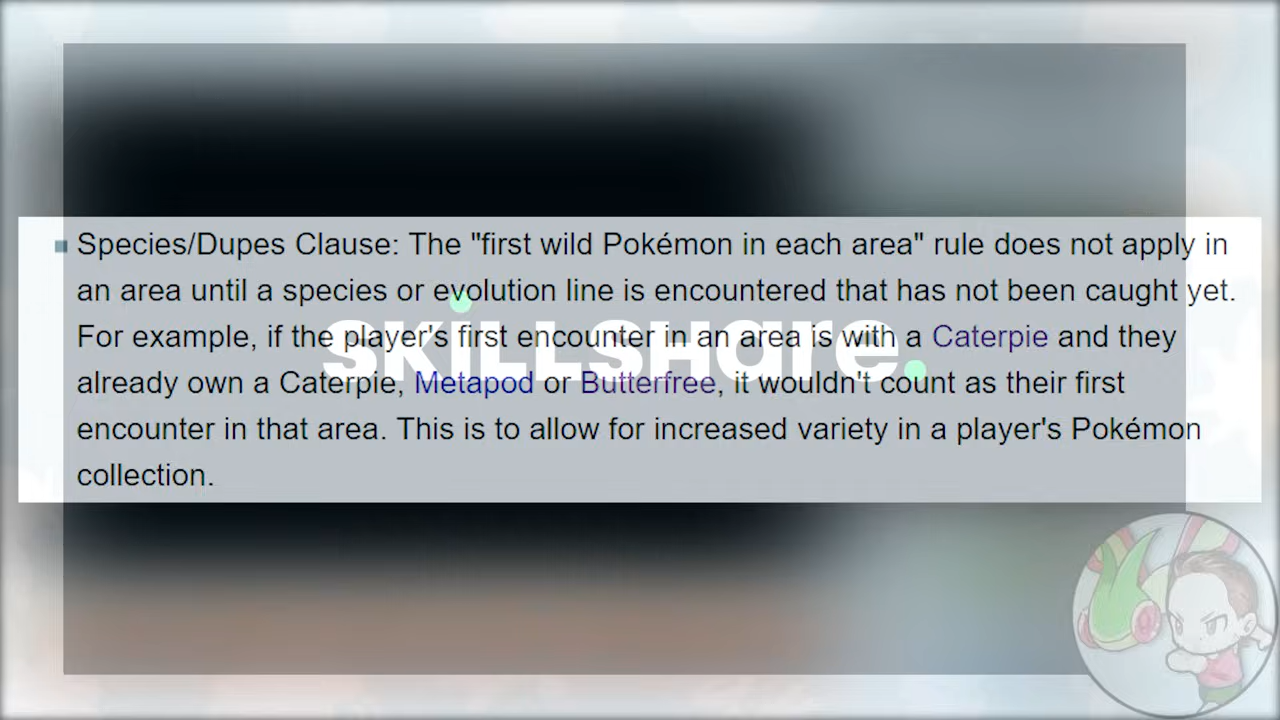 Species/Dupes Clause: The "first wild Pokémon in each area" rule does not apply in
an area until a species or evolution line is encountered that has not been caught yet.
For example, if the player's first encounter in an area is with a Caterpie and they
skillshare.
already own a Caterpie, Metapod or Butterfree, it wouldn't count as their first
encounter in that area. This is to allow for increased variety in a player's Pokémon
collection.